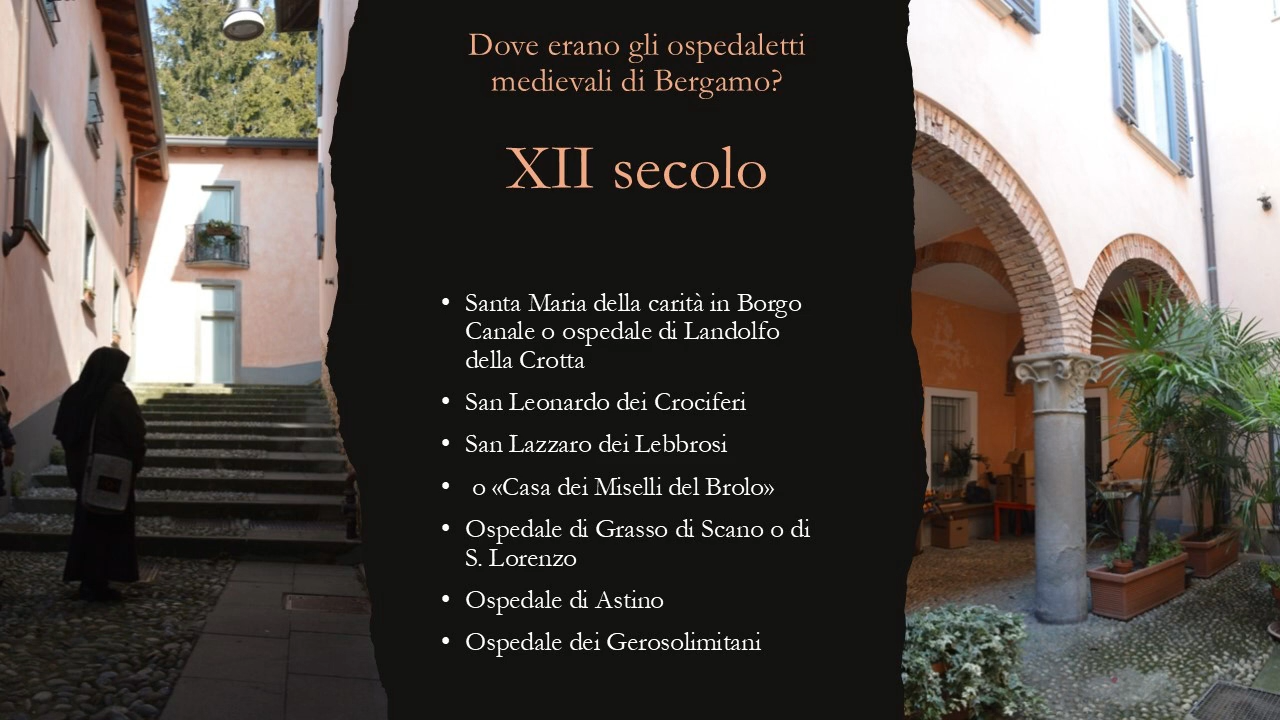 Dove erano gli ospedaletti
medievali di Bergamo?
XII secolo
• Santa Maria della carità in Borgo
Canale o ospedale di Landolfo
della Crotta
• San Leonardo dei Crociferi
• San Lazzaro dei Lebbrosi
• o «Casa dei Miselli del Brolo»
• Ospedale di Grasso di Scano o di
S. Lorenzo
• Ospedale di Astino
• Ospedale dei Gerosolimitani